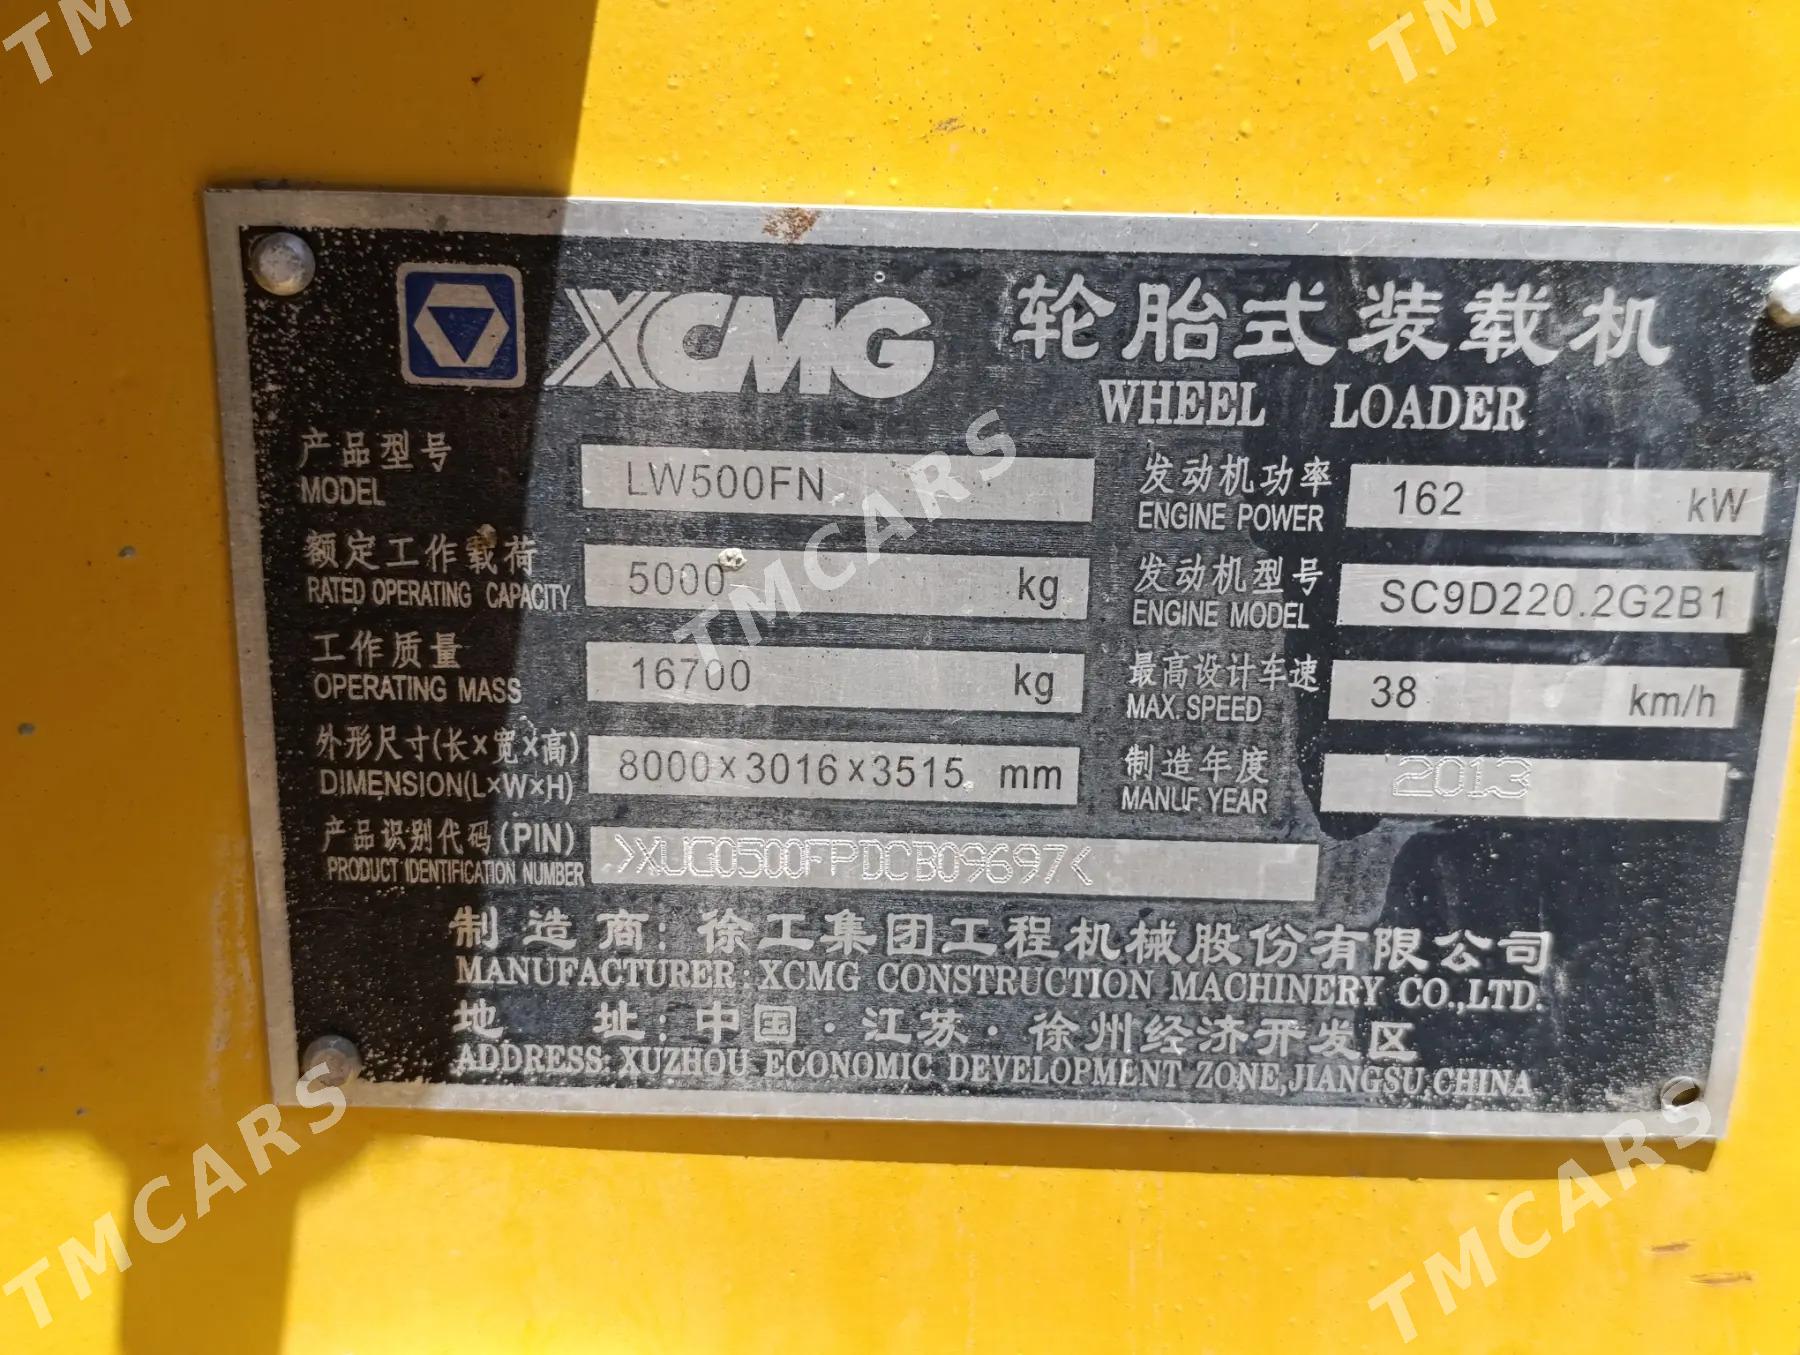 XCMG 轮胎式装载机
WHEEL LOADER
产品型号
MODEL
LW500FN
发动机功率
ENGINE POWER
162 kW
额定工作载荷
RATED OPERATING CAPACITY
5000 kg
发动机型号
ENGINE MODEL
SC9D220.2G2B1
工作质量
OPERATING MASS
16700 kg
最高设计车速
MAX. SPEED
38 km/h
外形尺寸(长×宽×高)
DIMENSION(L×W×H)
8000×3016×3515 mm
制造年度
MANUF. YEAR
2013
产品识别代码(PIN)
PRODUCT IDENTIFICATION NUMBER
>XUG0500FPDCB09697<
制造商:徐工集团工程机械股份有限公司
MANUFACTURER: XCMG CONSTRUCTION MACHINERY CO.,LTD.
地址:中国·江苏·徐州经济开发区
ADDRESS: XUZHOU ECONOMIC DEVELOPMENT ZONE,JIANGSU,CHINA
TMCARS
TMCARS
TMCARS